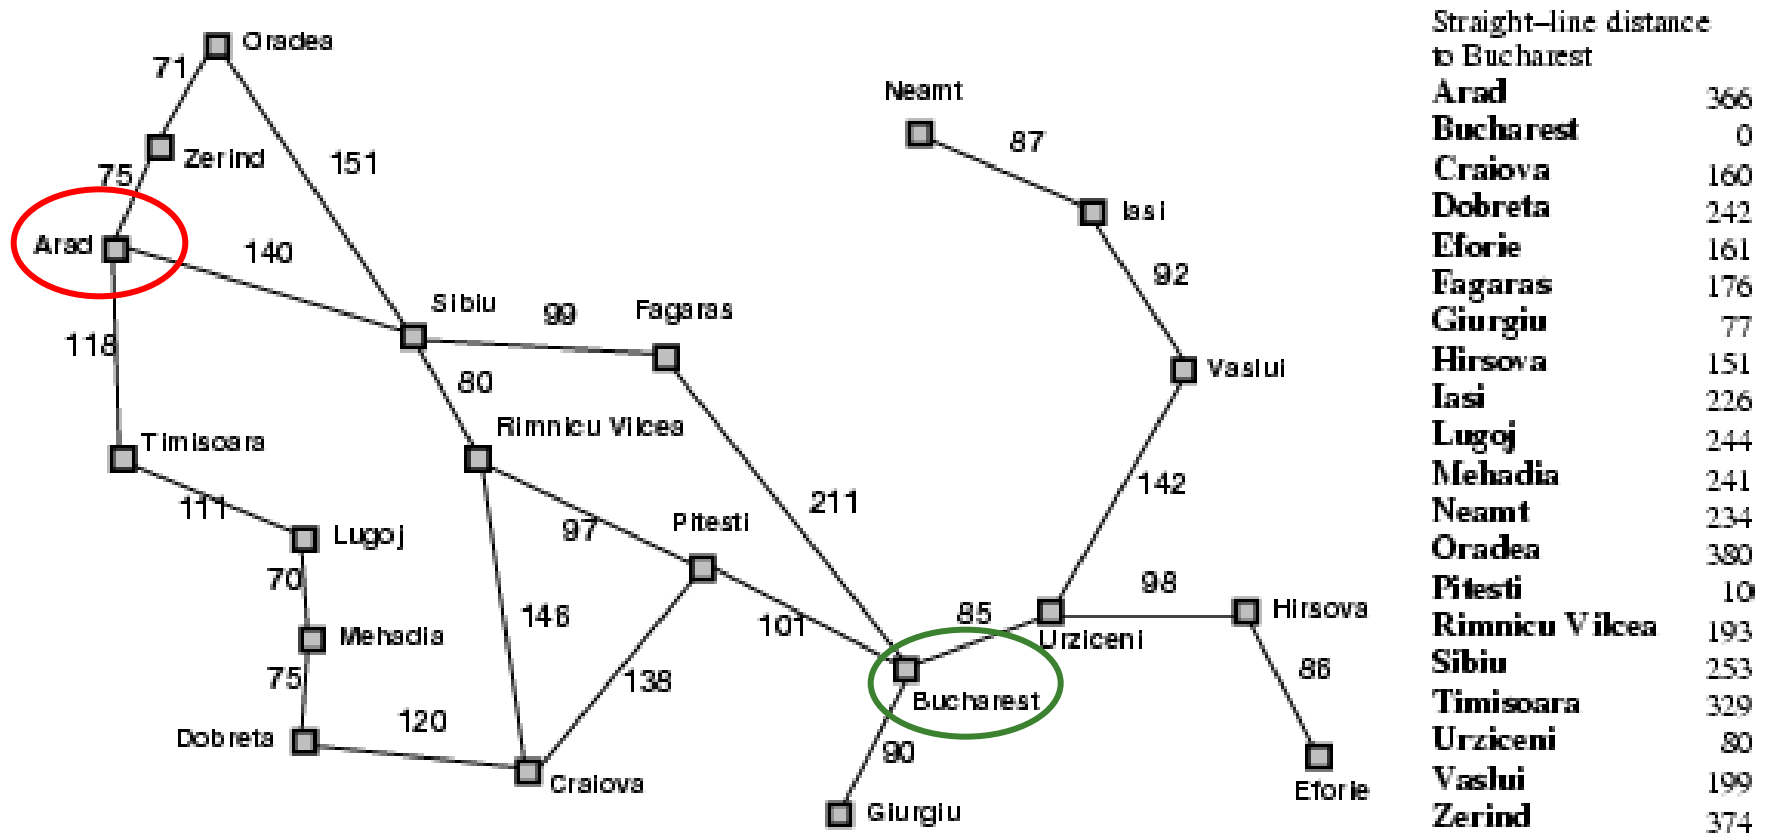 Oradea
71
Neamt
87
Zerind
151
75
Iasi
Arad
140
92
Sibiu
99
Fagaras
118
80
Vaslui
Timisoara
Rimnicu Vilcea
111
211
142
97
Pitesti
Lugoj
70
146
98
101
85
Hirsova
Urziceni
Mehadia
75
138
86
Bucharest
120
Dobreta
90
Craiova
Eforie
Giurgiu
Straight-line distance
to Bucharest
Arad 366
Bucharest 0
Craiova 160
Dobreta 242
Eforie 161
Fagaras 176
Giurgiu 77
Hirsova 151
Iasi 226
Lugoj 244
Mehadia 241
Neamt 234
Oradea 380
Pitesti 10
Rimnicu Vilcea 193
Sibiu 253
Timisoara 329
Urziceni 80
Vaslui 199
Zerind 374